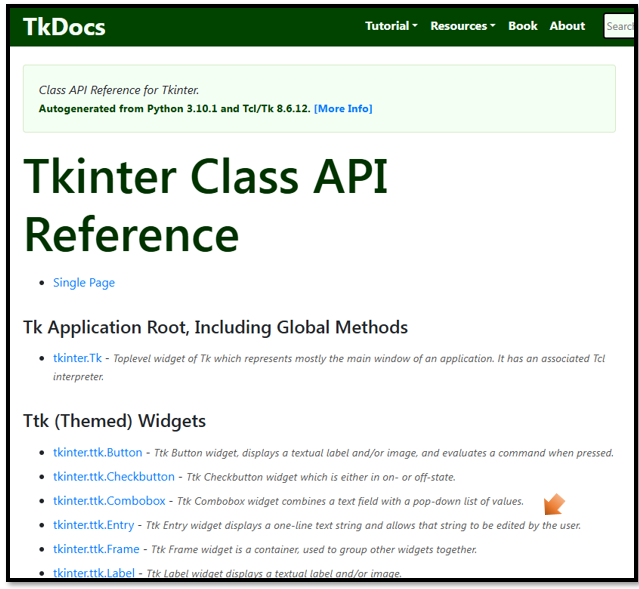 TkDocs
Tutorial Resources Book About Search
Class API Reference for Tkinter.
Autogenerated from Python 3.10.1 and Tcl/Tk 8.6.12. [More Info]
Tkinter Class API
Reference
Single Page
Tk Application Root, Including Global Methods
tkinter.Tk - Toplevel widget of Tk which represents mostly the main window of an application. It has an associated Tcl
interpreter.
Ttk (Themed) Widgets
tkinter.ttk.Button - Ttk Button widget, displays a textual label and/or image, and evaluates a command when pressed.
tkinter.ttk.Checkbutton - Ttk Checkbutton widget which is either in on- or off-state.
tkinter.ttk.Combobox - Ttk Combobox widget combines a text field with a pop-down list of values.
tkinter.ttk.Entry - Ttk Entry widget displays a one-line text string and allows that string to be edited by the user.
tkinter.ttk.Frame - Ttk Frame widget is a container, used to group other widgets together.
tkinter.ttk.Label - Ttk Label widget displays a textual label and/or image.